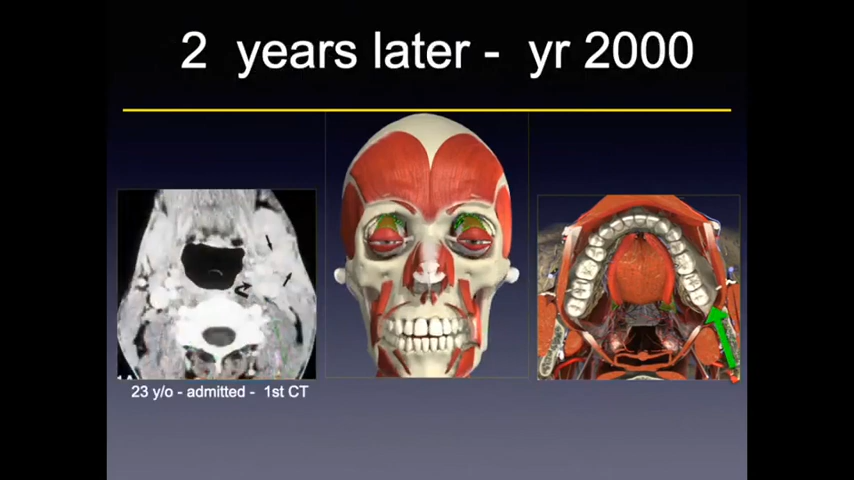 2 years later - yr 2000
23 y/o - admitted - 1st CT